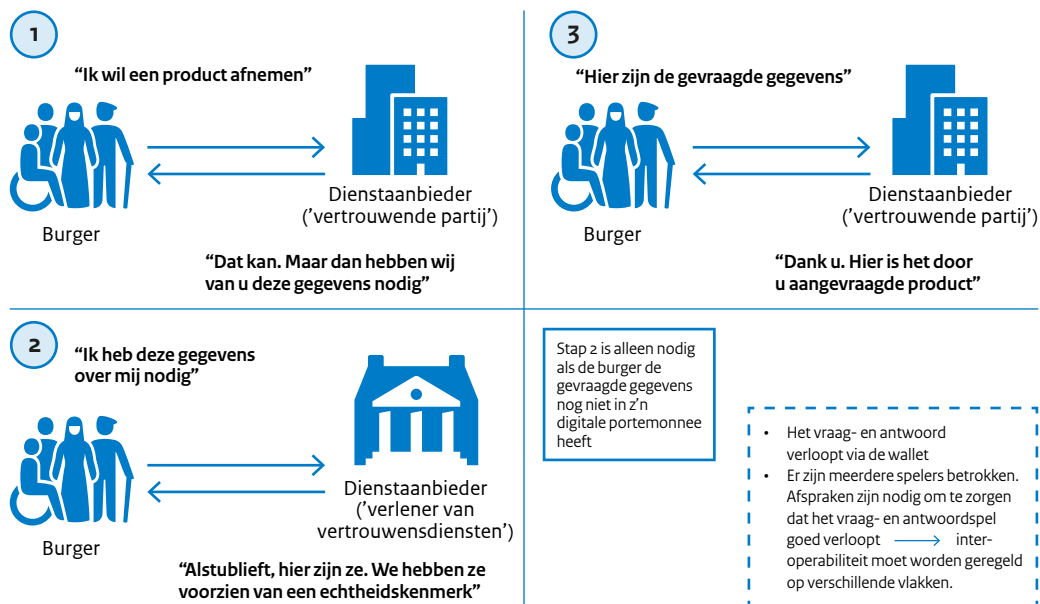 1
“Ik wil een product afnemen”
Burger
Dienstaanbieder
(’vertrouwende partij’)
“Dat kan. Maar dan hebben wij
van u deze gegevens nodig”
3
“Hier zijn de gevraagde gegevens”
Burger
Dienstaanbieder
(’vertrouwende partij’)
“Dank u. Hier is het door
u aangevraagde product”
2
“Ik heb deze gegevens
over mij nodig”
Burger
Dienstaanbieder
(’verlener van
vertrouwensdiensten’)
“Alstublieft, hier zijn ze. We hebben ze
voorzien van een echtheidskenmerk”
Stap 2 is alleen nodig
als de burger de
gevraagde gegevens
nog niet in z’n
digitale portemonnee
heeft
• Het vraag- en antwoord
verloopt via de wallet
• Er zijn meerdere spelers betrokken.
Afspraken zijn nodig om te zorgen
dat het vraag- en antwoordspel
goed verloopt → inter-
operabiliteit moet worden geregeld
op verschillende vlakken.